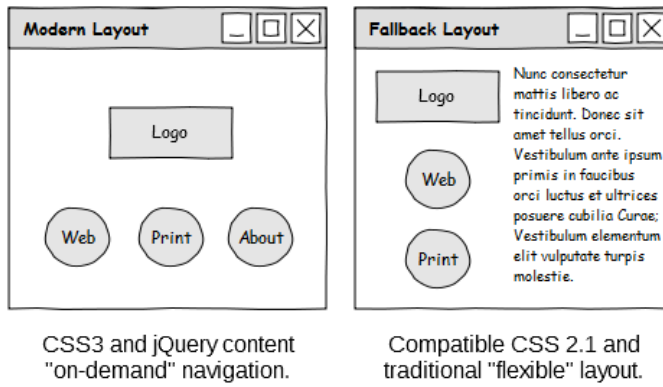 Modern Layout
Logo
Web Print About
CSS3 and jQuery content
"on-demand" navigation.
Fallback Layout
Logo
Web
Print
Nunc consectetur
mattis libero ac
tincidunt. Donec sit
amet tellus orci.
Vestibulum ante ipsum
primis in faucibus
orci luctus et ultrices
posuere cubilia Curae;
Vestibulum elementum
elit vulputate turpis
molestie.
Compatible CSS 2.1 and
traditional "flexible" layout.